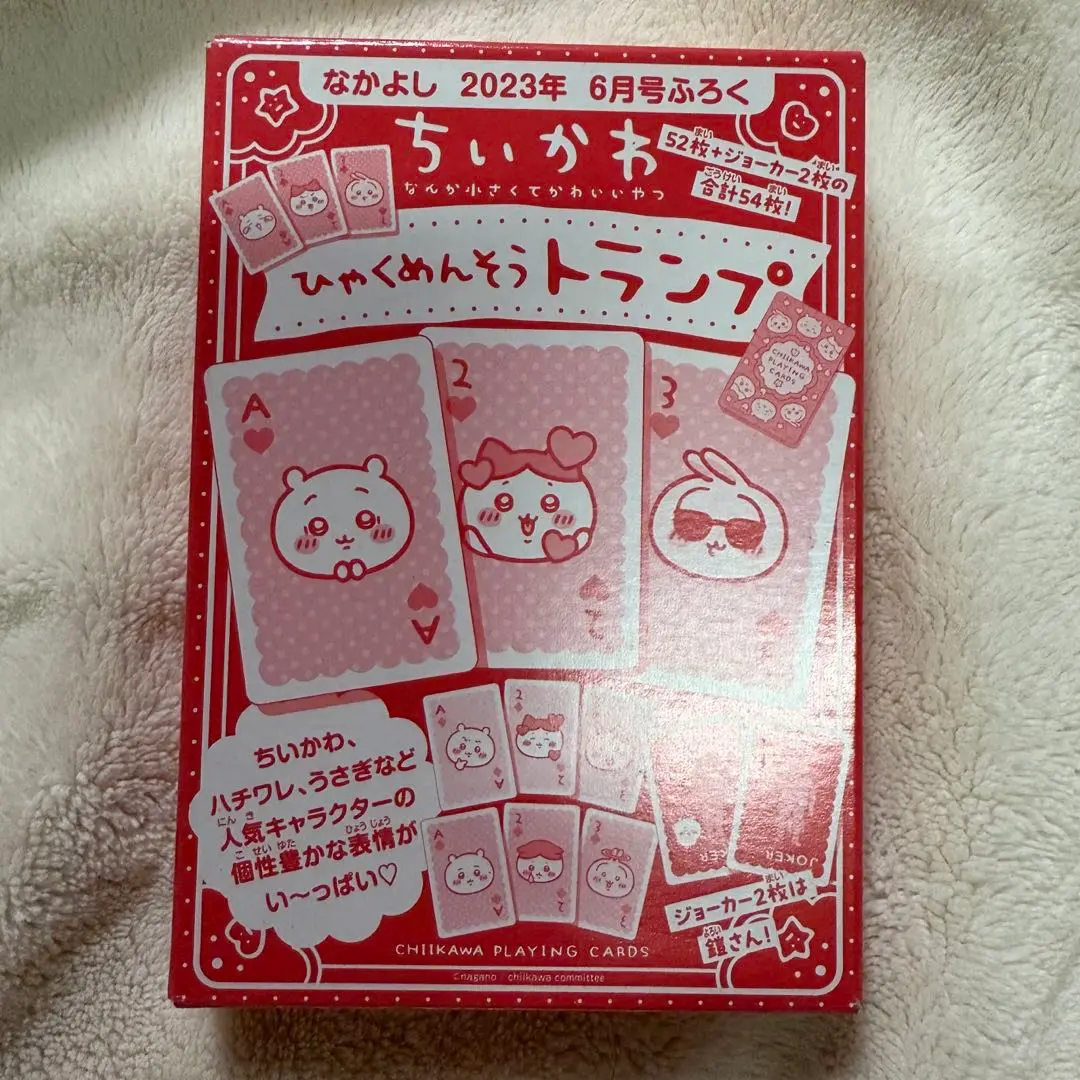 なかよし 2023年 6月号ふろく
ちいかわ
なんか小さくてかわいいやつ
52枚+ジョーカー2枚の
合計54枚!
ひゃくめんそうトランプ
CHIIKAWA
PLAYING
CARDS
A
2
3
A
ちいかわ、
ハチワレ、うさぎなど
人気キャラクターの
個性豊かな表情が
い〜っぱい♡
A
2
A
2
3
JOKER
ジョーカー2枚は
鎧さん!
CHIIKAWA PLAYING CARDS
©nagano / chiikawa committee